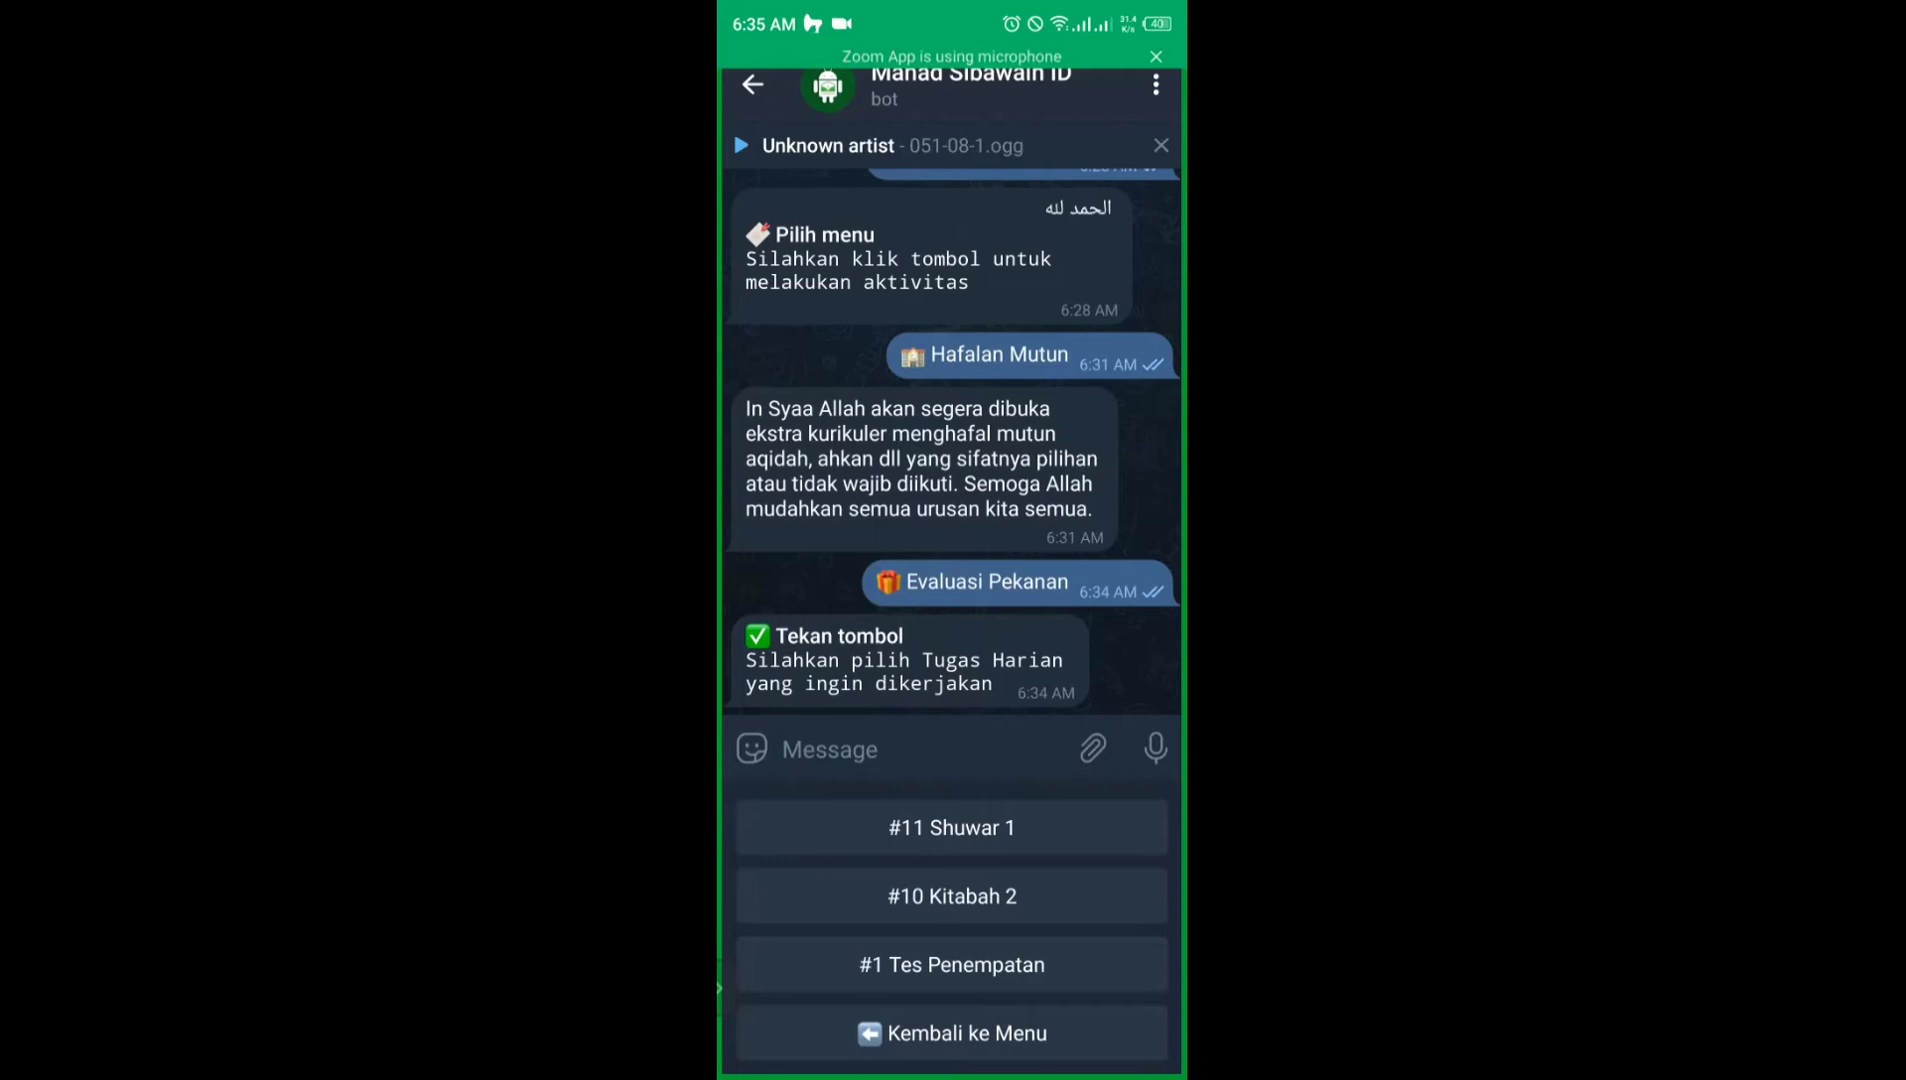 6:35 AM
31.4
K/s
40
Zoom App is using microphone
Mahad Sibawaih ID
bot
Unknown artist - 051-08-1.ogg
الحمد لله
Pilih menu
Silahkan klik tombol untuk
melakukan aktivitas
6:28 AM
Hafalan Mutun
6:31 AM
In Syaa Allah akan segera dibuka
ekstra kurikuler menghafal mutun
aqidah, ahkan dll yang sifatnya pilihan
atau tidak wajib diikuti. Semoga Allah
mudahkan semua urusan kita semua.
6:31 AM
Evaluasi Pekanan
6:34 AM
Tekan tombol
Silahkan pilih Tugas Harian
yang ingin dikerjakan
6:34 AM
Message
#11 Shuwar 1
#10 Kitabah 2
#1 Tes Penempatan
Kembali ke Menu